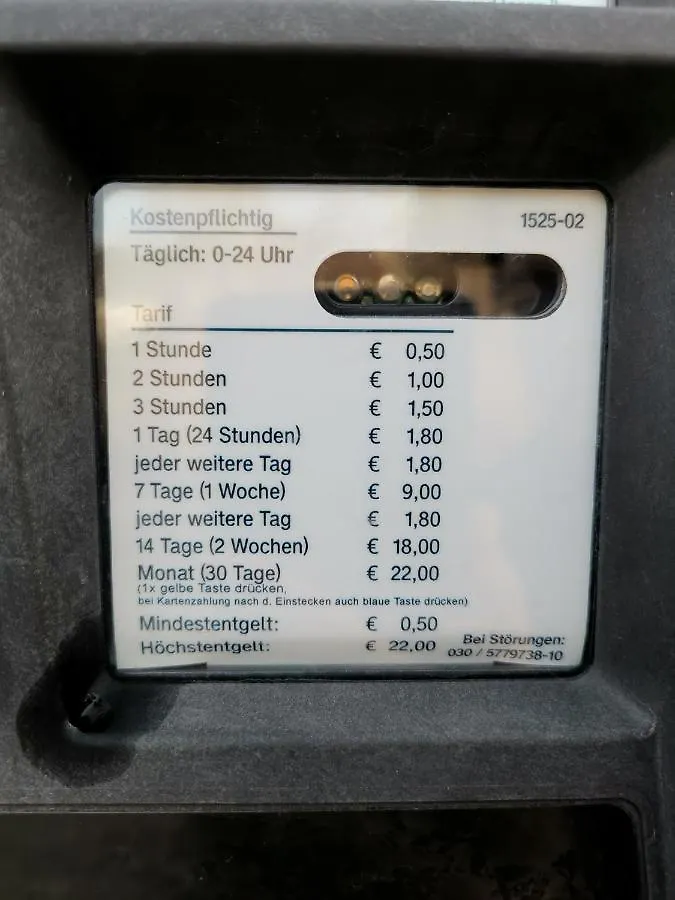 Kostenpflichtig 1525-02
Täglich: 0-24 Uhr
Tarif
1 Stunde € 0,50
2 Stunden € 1,00
3 Stunden € 1,50
1 Tag (24 Stunden) € 1,80
jeder weitere Tag € 1,80
7 Tage (1 Woche) € 9,00
jeder weitere Tag € 1,80
14 Tage (2 Wochen) € 18,00
Monat (30 Tage) € 22,00
(1x gelbe Taste drücken,
bei Kartenzahlung nach d. Einstecken auch blaue Taste drücken)
Mindestentgelt: € 0,50
Höchstentgelt: € 22,00
Bei Störungen:
030 / 5779738-10